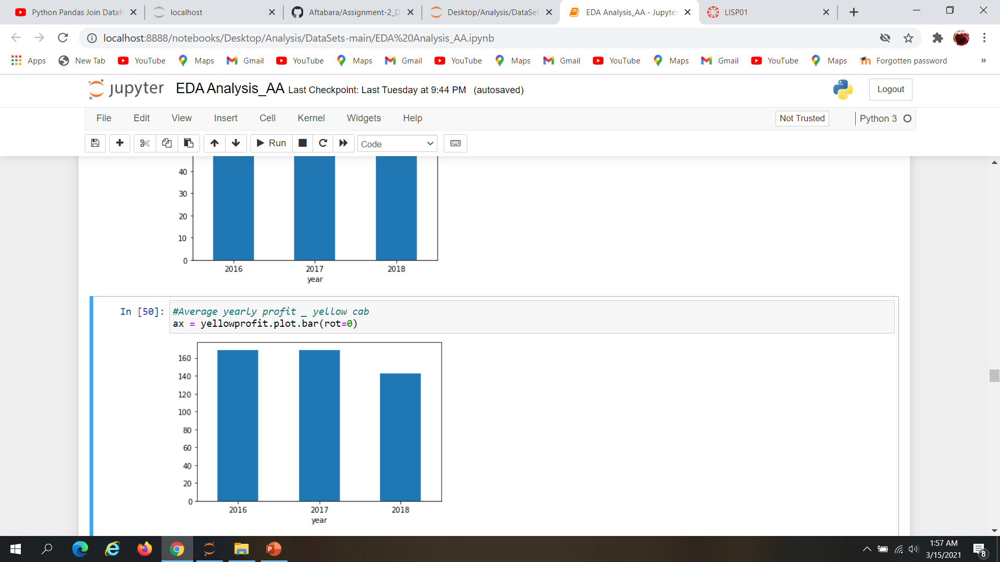 Python Pandas Join Datafr
localhost
Aftabara/Assignment-2_D
Desktop/Analysis/DataSet
EDA Analysis_AA - Jupyter
LISP01
localhost:8888/notebooks/Desktop/Analysis/DataSets-main/EDA%20Analysis_AA.ipynb
Apps New Tab YouTube Maps Gmail YouTube Maps Gmail YouTube Maps Gmail YouTube Maps Gmail YouTube Maps Forgotten password »
jupyter EDA Analysis_AA Last Checkpoint: Last Tuesday at 9:44 PM (autosaved)
Logout
File Edit View Insert Cell Kernel Widgets Help
Not Trusted
Python 3
Run
Code
40
30
20
10
0
2016 2017 2018
year
In [50]: #Average yearly profit _ yellow cab
ax = yellowprofit.plot.bar(rot=0)
160
140
120
100
80
60
40
20
0
2016 2017 2018
year
1:57 AM
3/15/2021
8